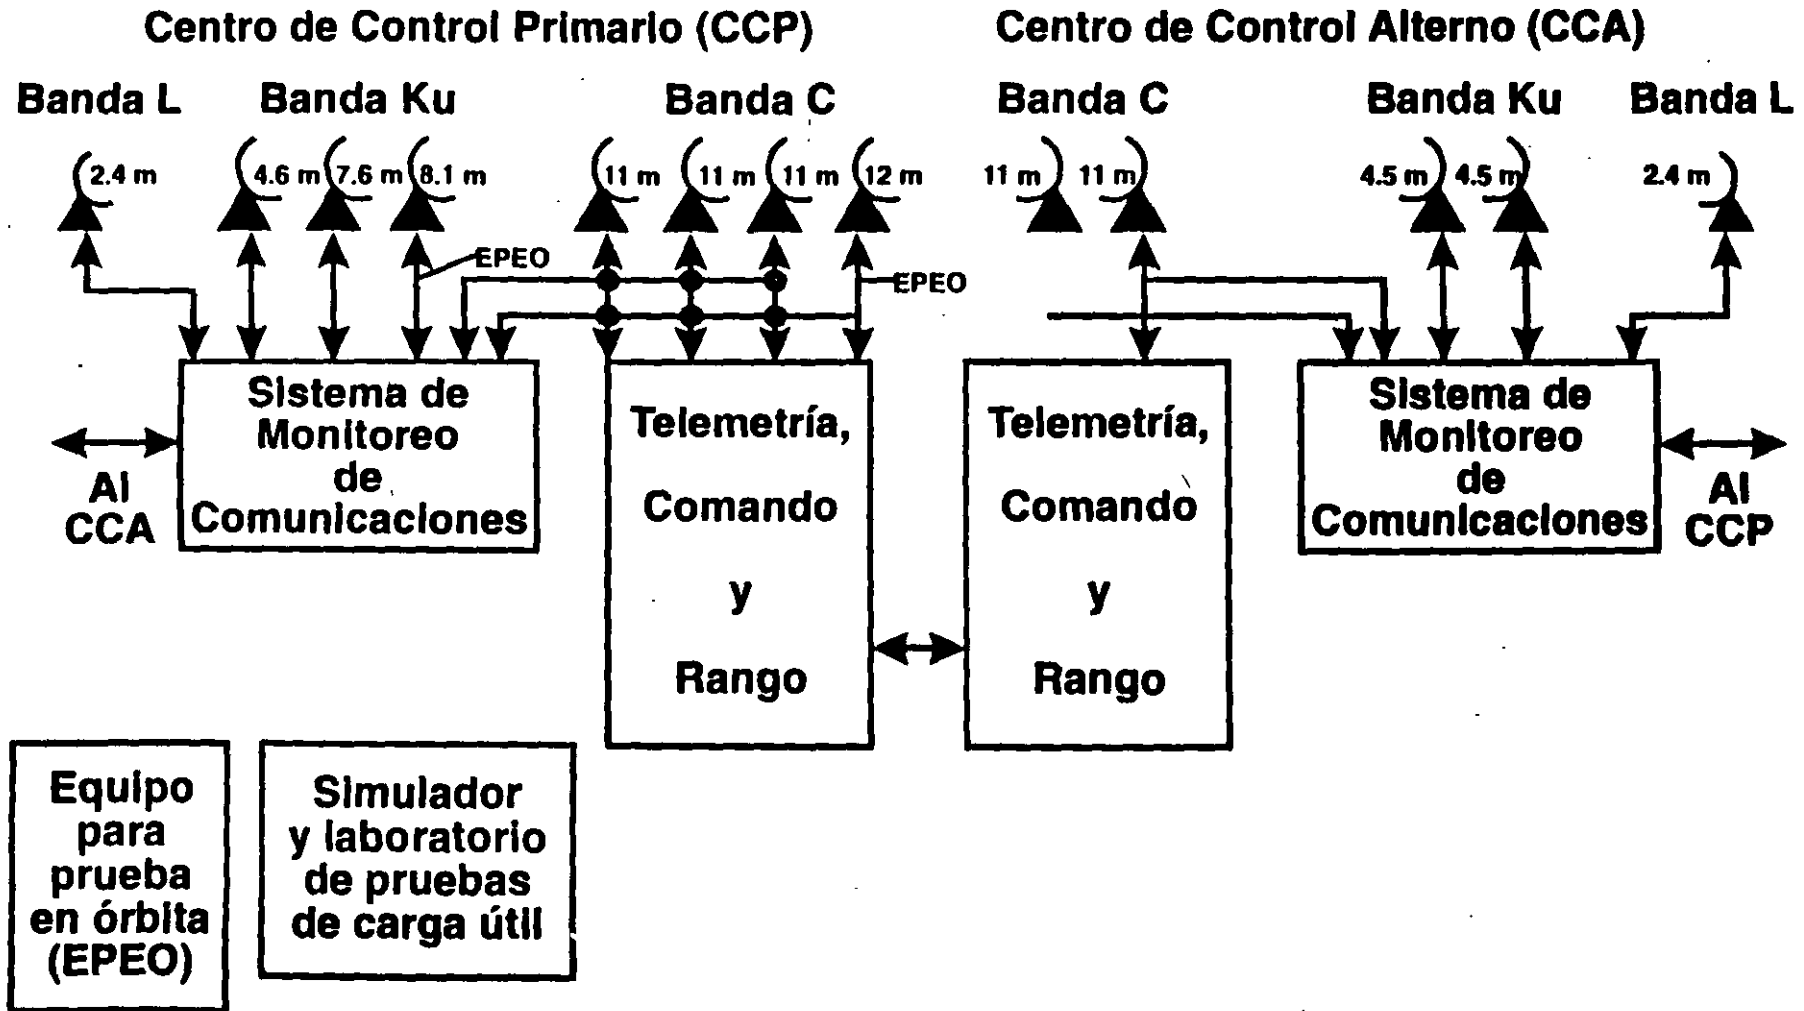 Centro de Control Primario (CCP)
Centro de Control Alterno (CCA)
Banda L
Banda Ku
Banda C
Banda C
Banda Ku
Banda L
2.4 m
4.6 m
7.6 m
8.1 m
11 m
11 m
11 m
12 m
11 m
11 m
4.5 m
4.5 m
2.4 m
EPEO
EPEO
Sistema de
Monitoreo
de
Comunicaciones
Al
CCA
Telemetría,
Comando
y
Rango
Telemetría,
Comando
y
Rango
Sistema de
Monitoreo
de
Comunicaciones
Al
CCP
Equipo
para
prueba
en órbita
(EPEO)
Simulador
y laboratorio
de pruebas
de carga útil